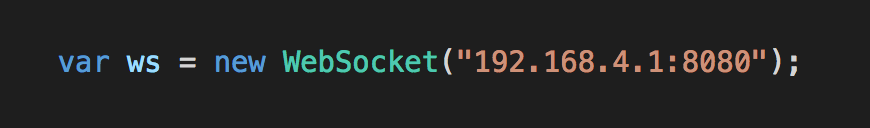 var ws = new WebSocket("192.168.4.1:8080");